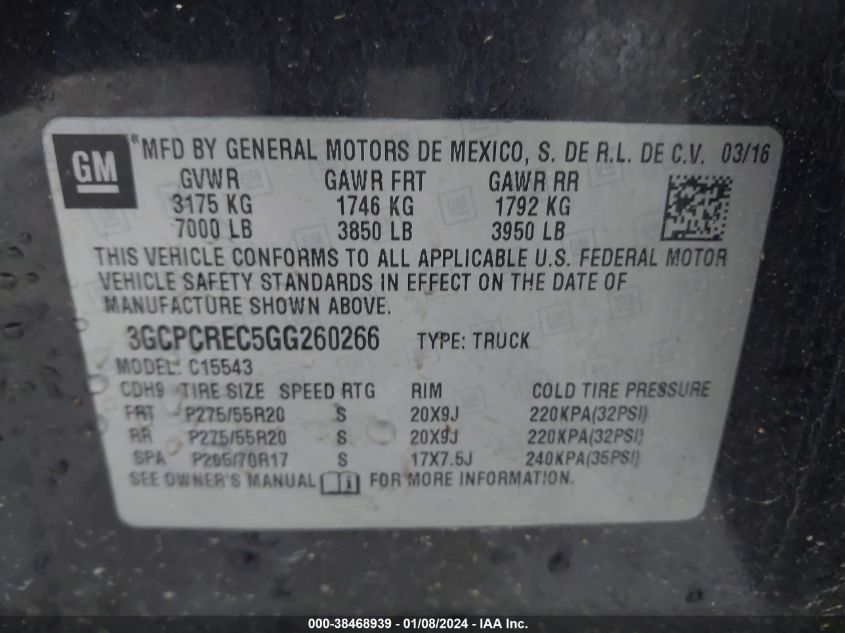 GM
MFD BY GENERAL MOTORS DE MEXICO, S. DE R.L. DE C.V. 03/16
GVWR GAWR FRT GAWR RR
3175 KG 1746 KG 1792 KG
7000 LB 3850 LB 3950 LB
THIS VEHICLE CONFORMS TO ALL APPLICABLE U.S. FEDERAL MOTOR
VEHICLE SAFETY STANDARDS IN EFFECT ON THE DATE OF
MANUFACTURE SHOWN ABOVE.
3GCPCREC5GG260266 TYPE: TRUCK
MODEL: C15543
CDH9 TIRE SIZE SPEED RTG RIM COLD TIRE PRESSURE
FRT P275/55R20 S 20X9J 220KPA(32PSI)
RR P275/55R20 S 20X9J 220KPA(32PSI)
SPA P265/70R17 S 17X7.5J 240KPA(35PSI)
SEE OWNER'S MANUAL FOR MORE INFORMATION.
000-38468939 - 01/08/2024 - IAA Inc.